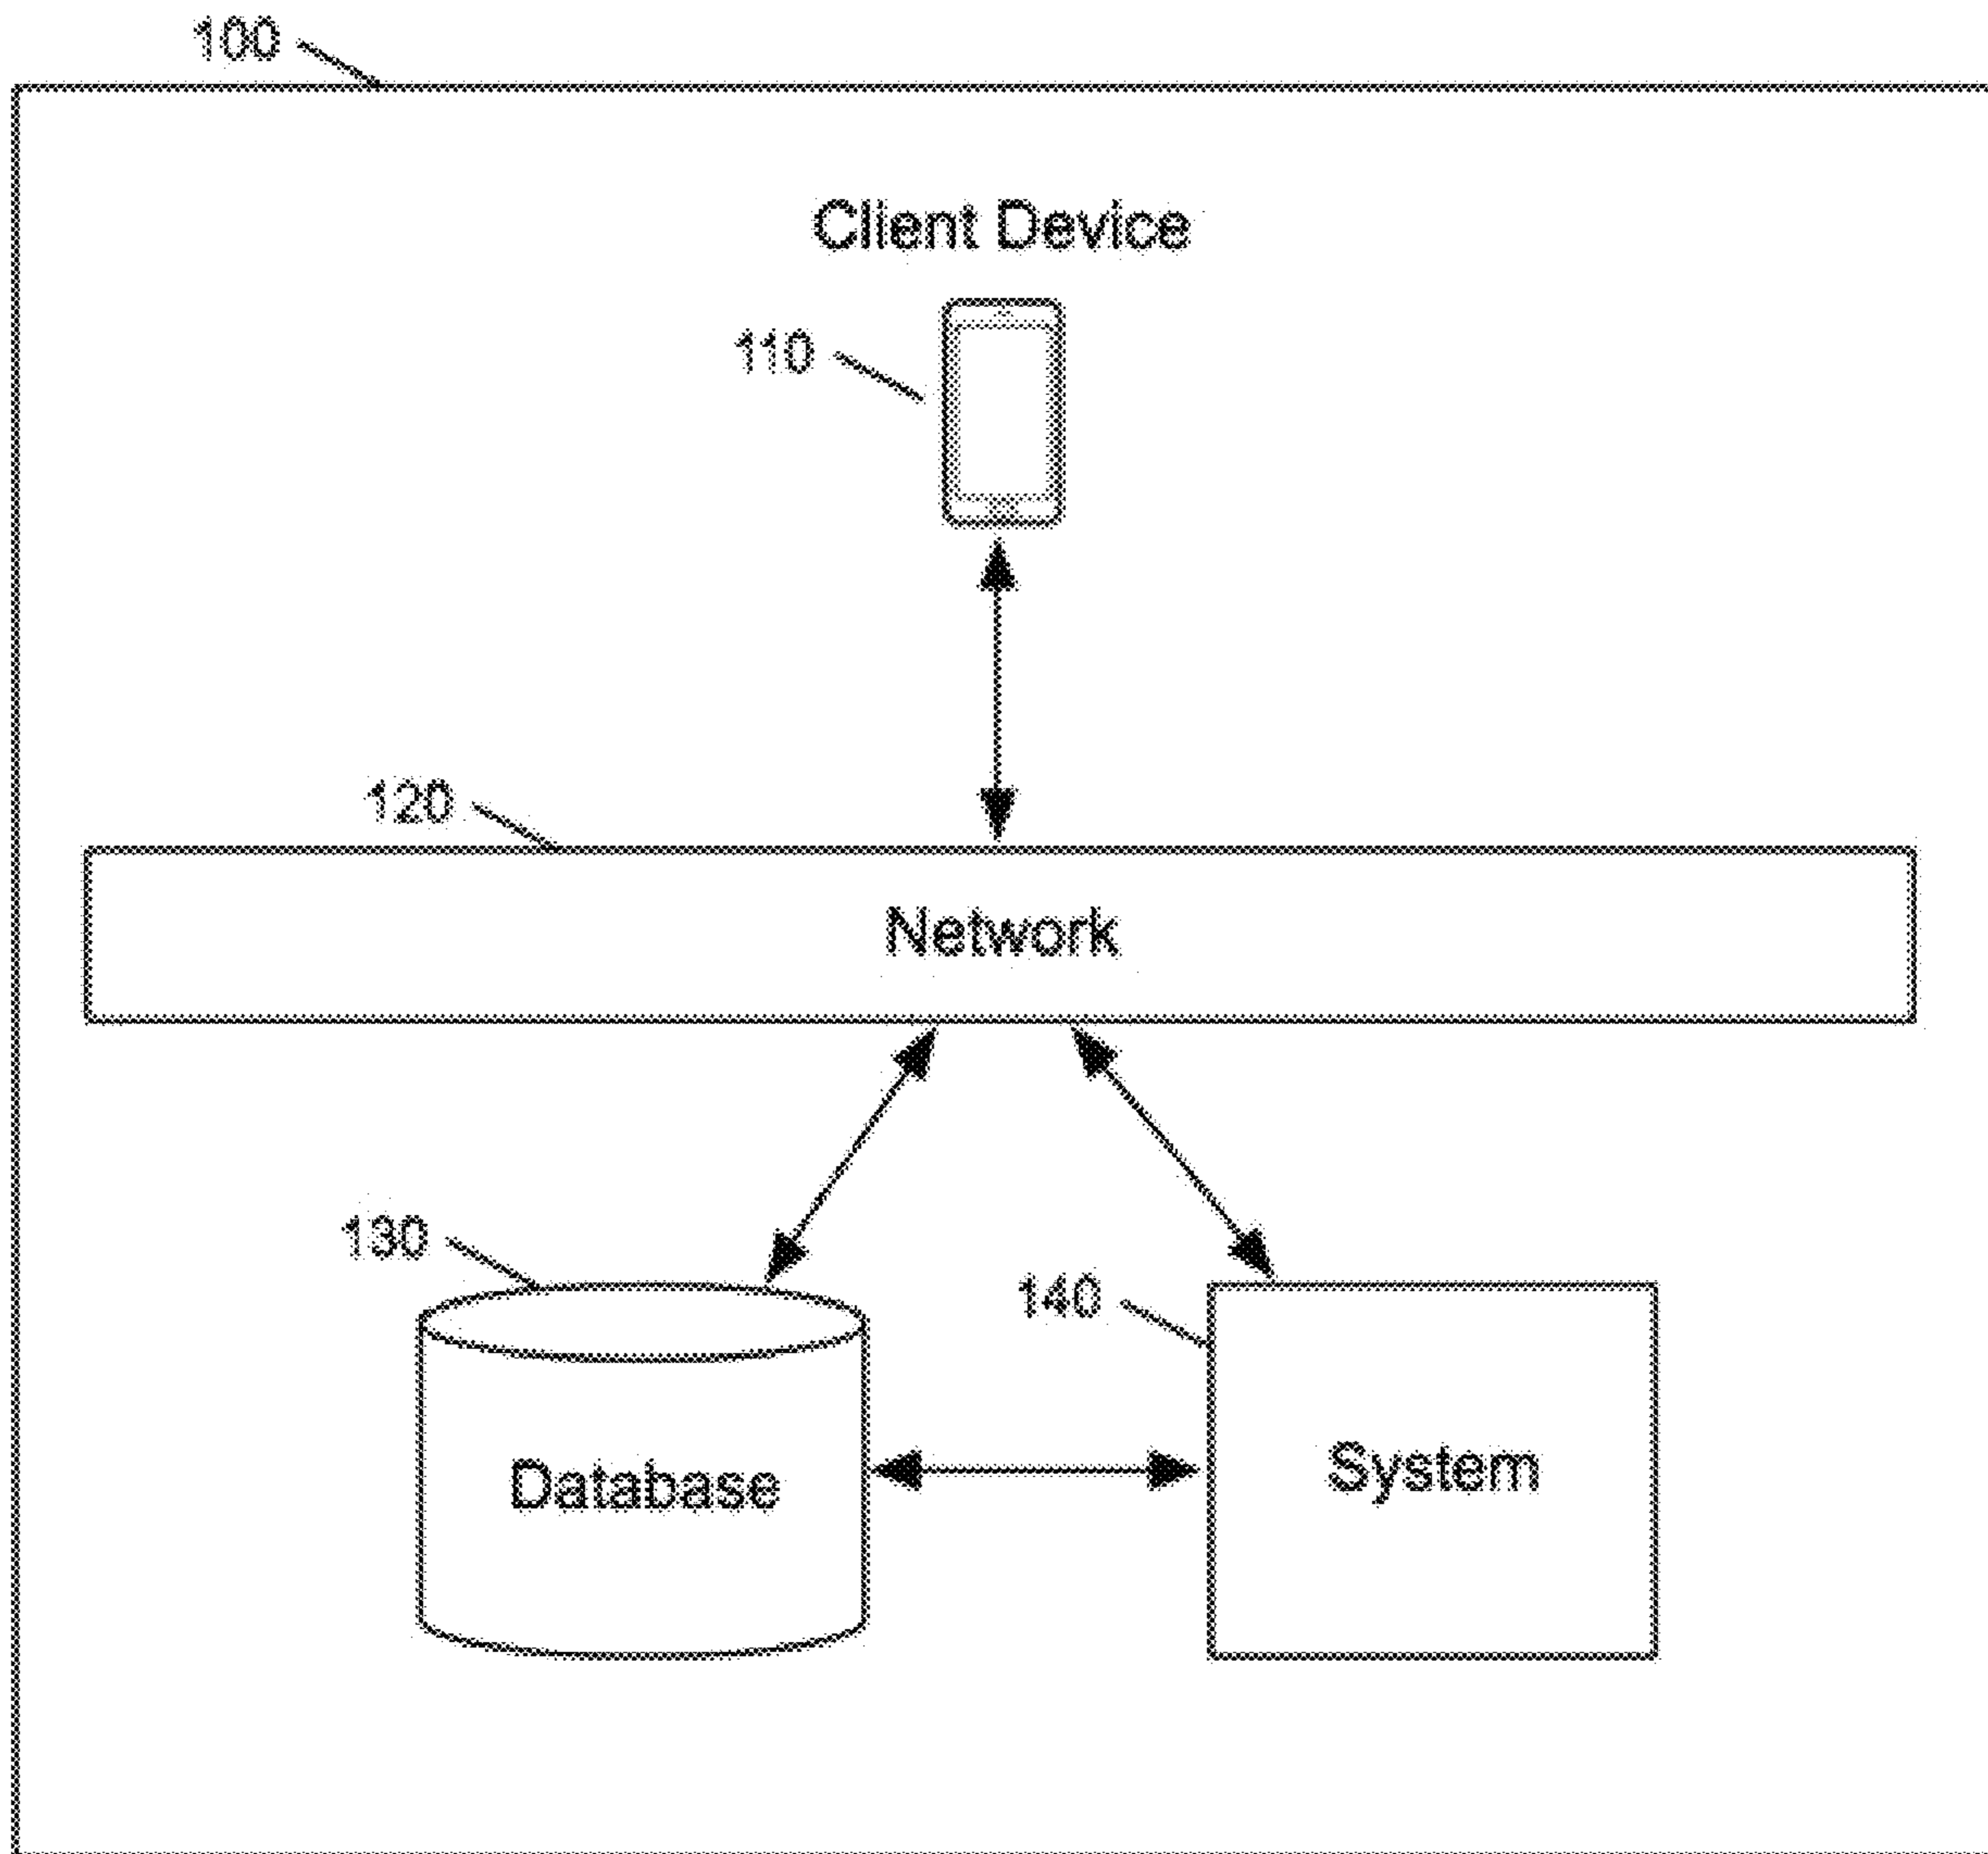 100
Client Device
110
120
Network
130
140
Database
System